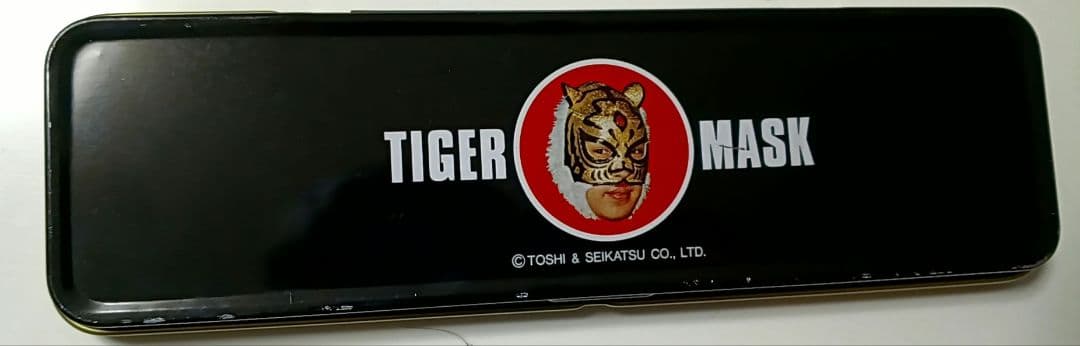 TIGER MASK
©TOSHI & SEIKATSU CO., LTD.